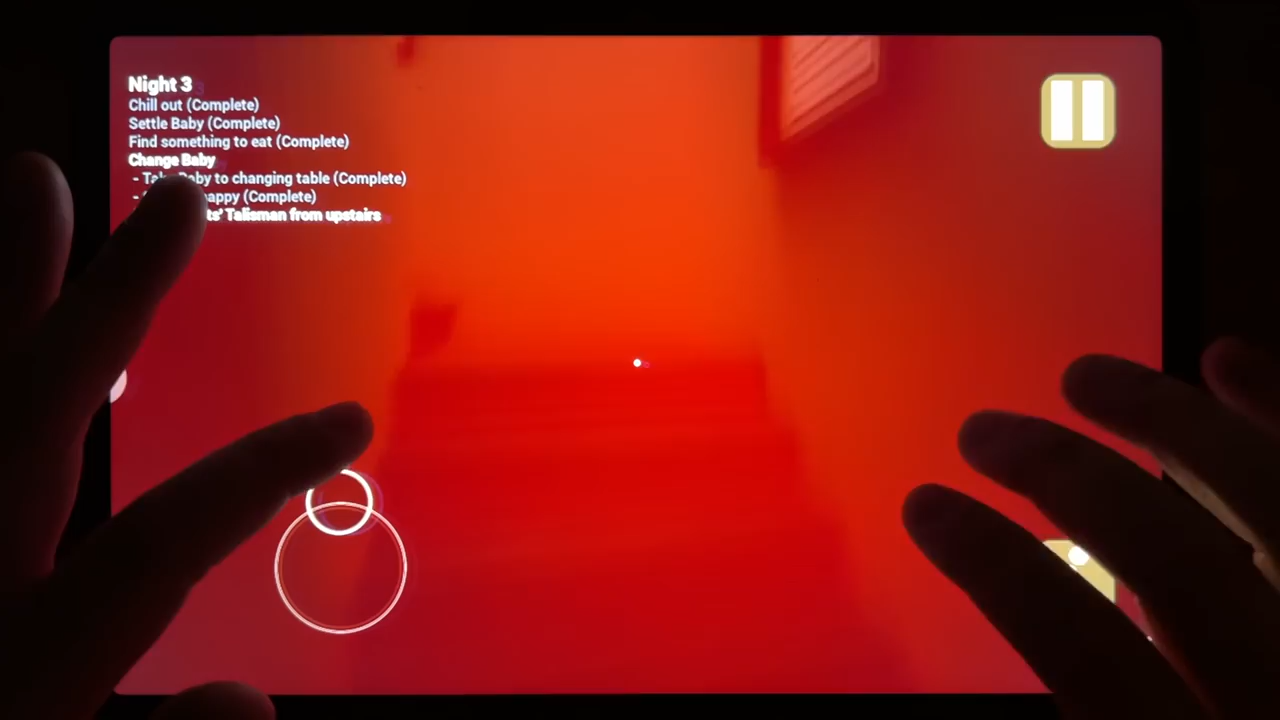 Night 3
Chill out (Complete)
Settle Baby (Complete)
Find something to eat (Complete)
Change Baby
- Baby to changing table (Complete)
- (Complete)
Talisman from upstairs